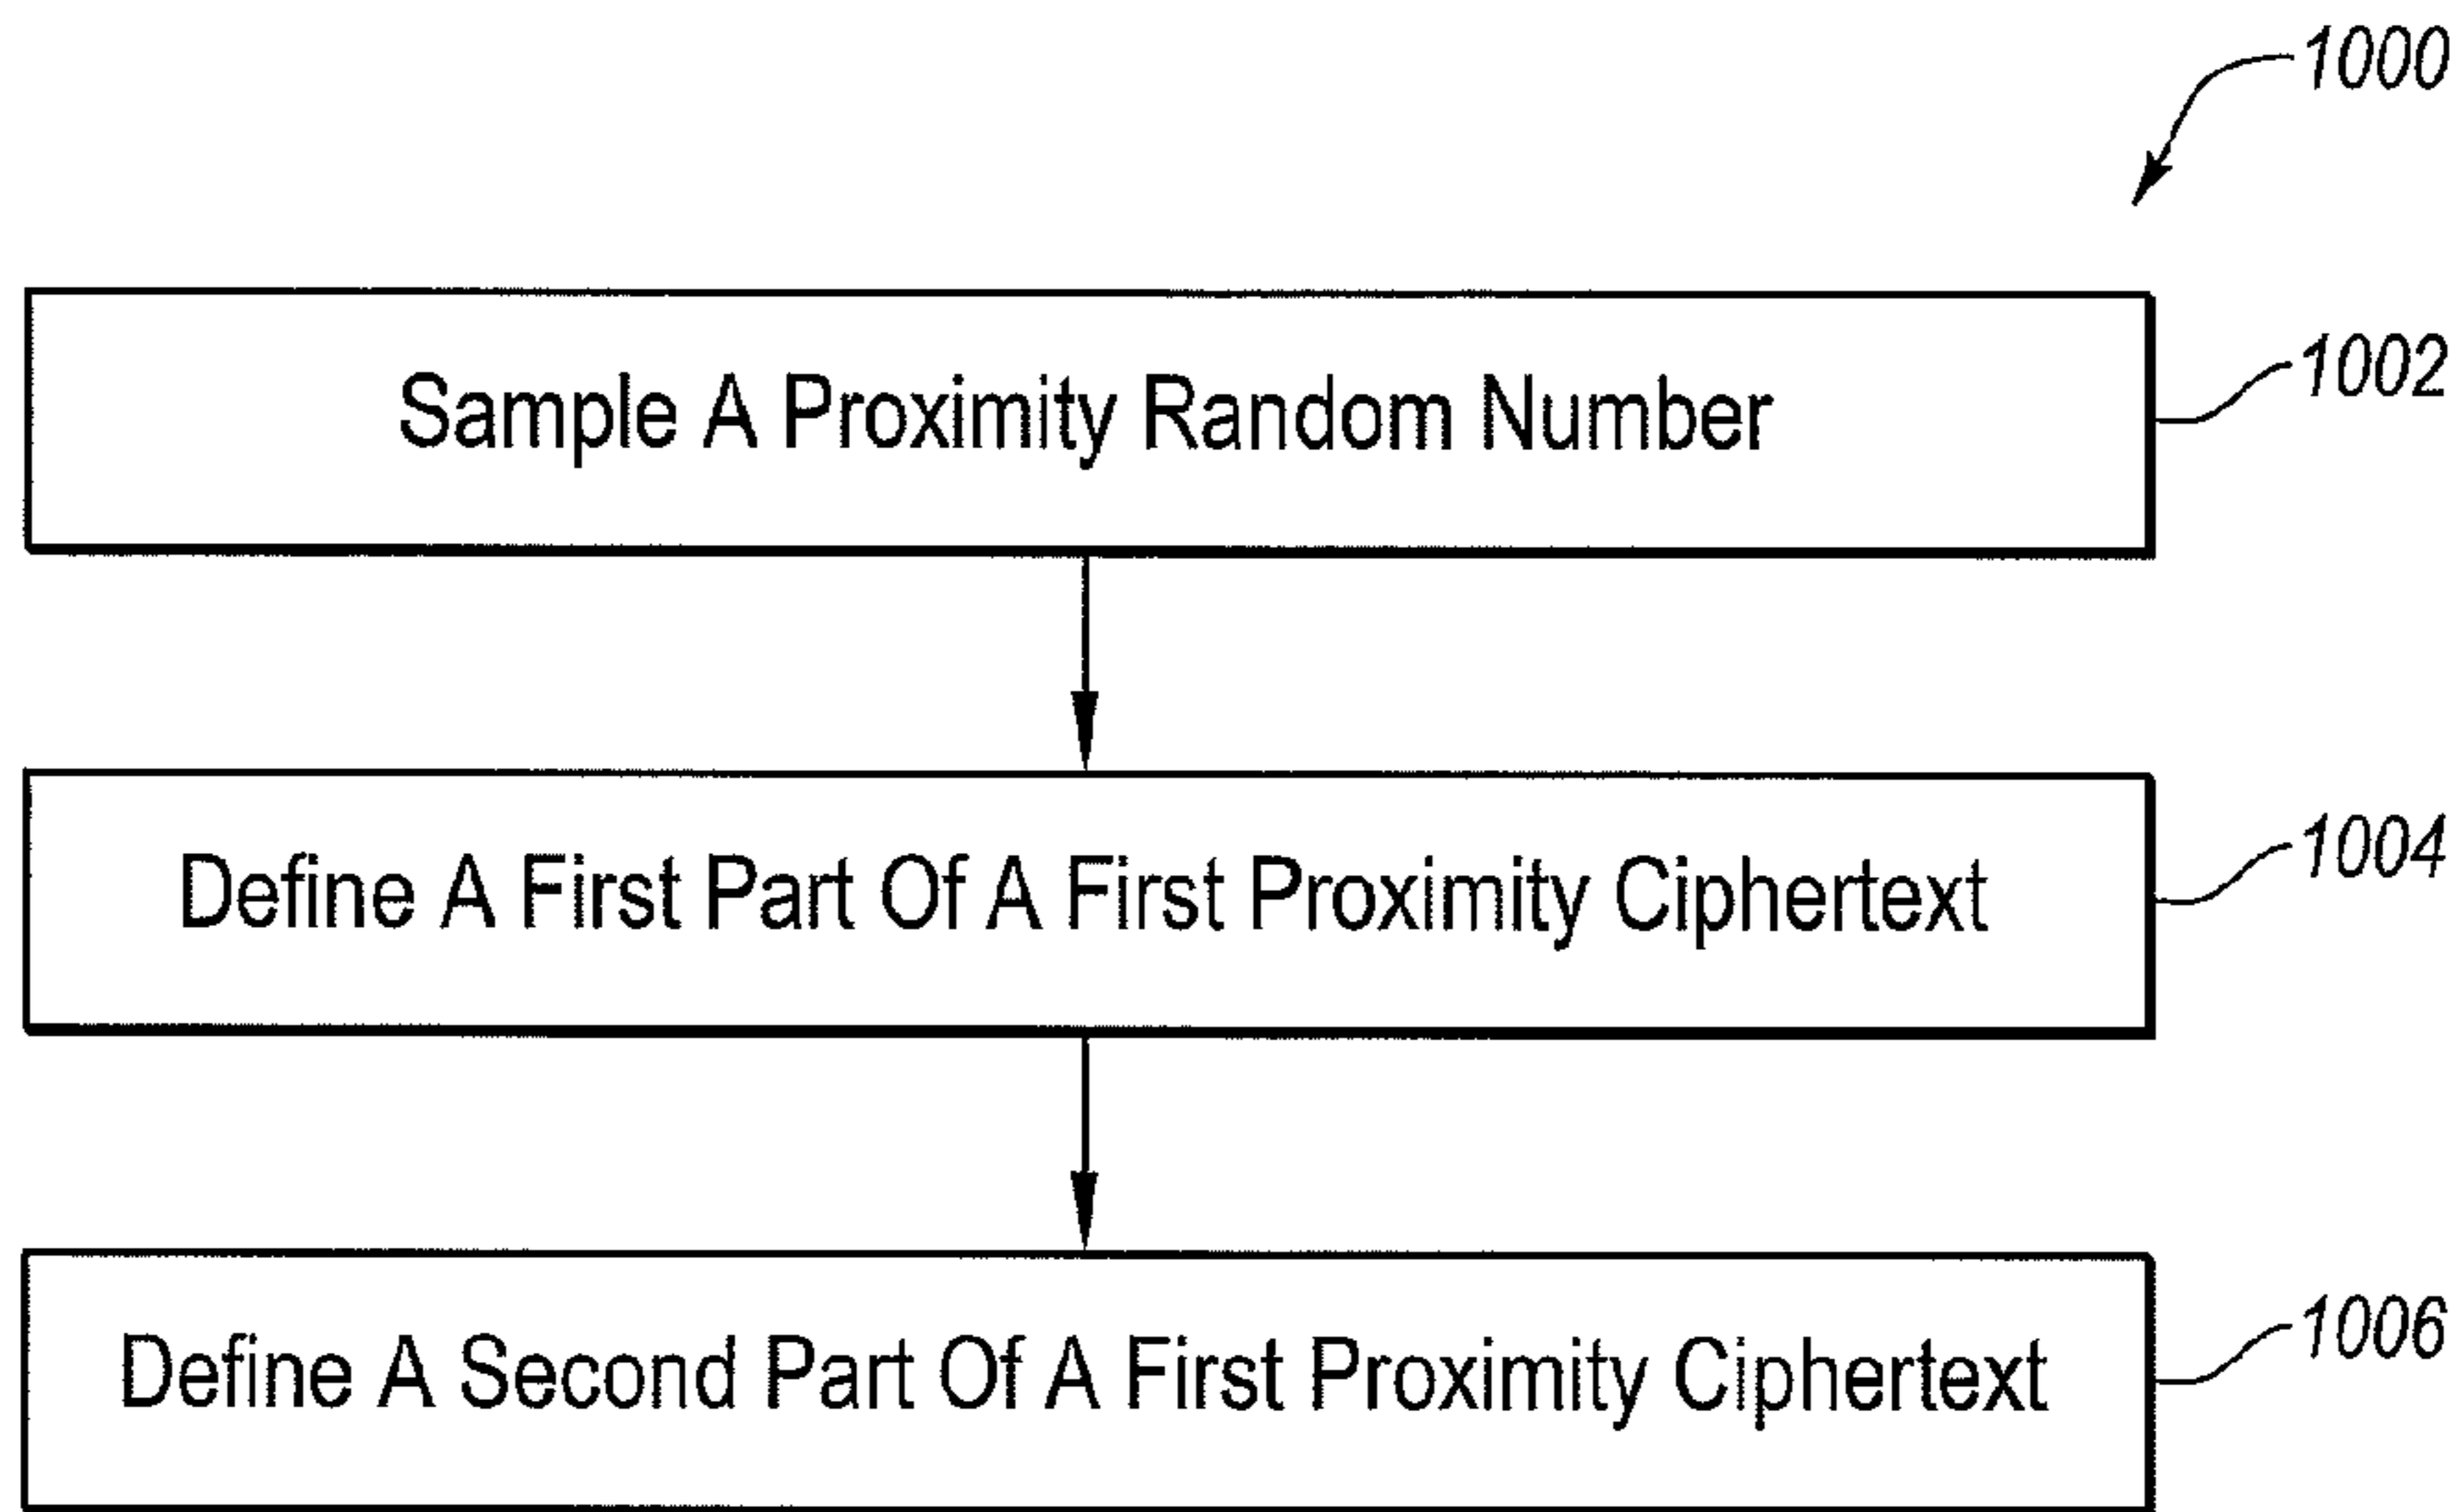 1000
Sample A Proximity Random Number
1002
Define A First Part Of A First Proximity Ciphertext
1004
Define A Second Part Of A First Proximity Ciphertext
1006